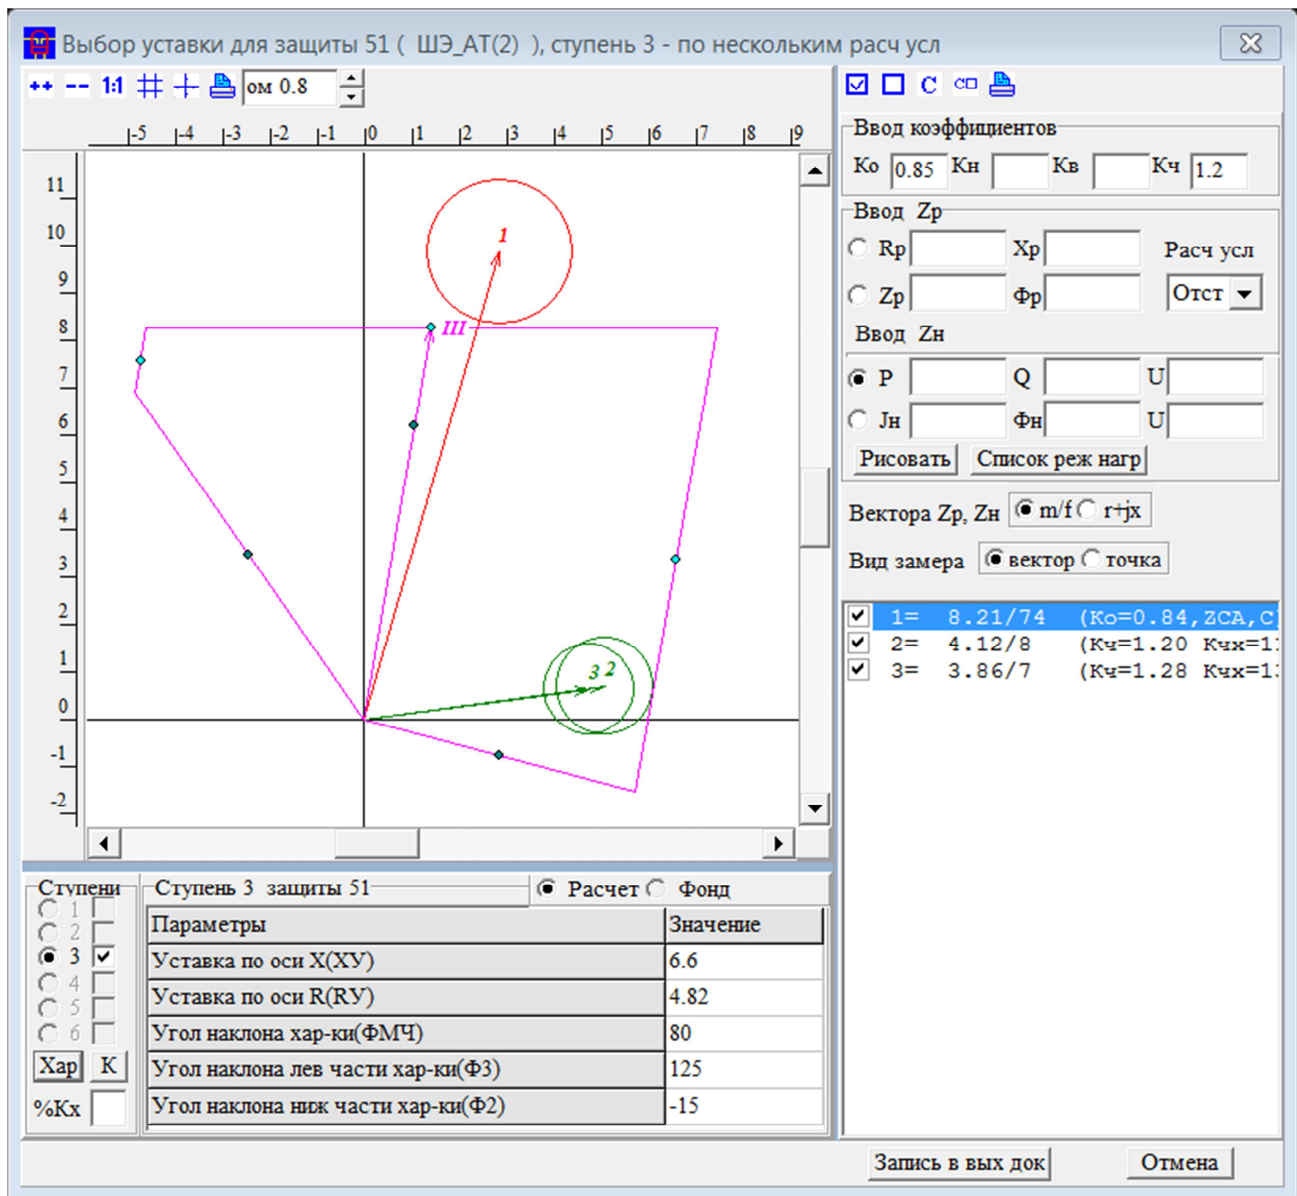 Выбор уставки для защиты 51 ( ШЭ_АТ(2) ), ступень 3 - по нескольким расч усл
++ -- 1:1 ом 0.8
-5 -4 -3 -2 -1 0 1 2 3 4 5 6 7 8 9
11
10
9
8
7
6
5
4
3
2
1
0
-1
-2
1
III
3 2
С С
Ввод коэффициентов
Ко 0.85 Кн Кв Кч 1.2
Ввод Zр
Rр Хр Расч усл
Zр Фр Отст
Ввод Zн
Р Q U
Jн Фн U
Рисовать Список реж нагр
Вектора Zр, Zн m/f r+jx
Вид замера вектор точка
1= 8.21/74 (Ко=0.84,ZCA,C
2= 4.12/8 (Кч=1.20 Кчх=1
3= 3.86/7 (Кч=1.28 Кчх=1
Ступени
1
2
3
4
5
6
Хар К
%Кх
Ступень 3 защиты 51 Расчет Фонд
Параметры Значение
Уставка по оси X(ХУ) 6.6
Уставка по оси R(RУ) 4.82
Угол наклона хар-ки(ФМЧ) 80
Угол наклона лев части хар-ки(Ф3) 125
Угол наклона ниж части хар-ки(Ф2) -15
Запись в вых док Отмена